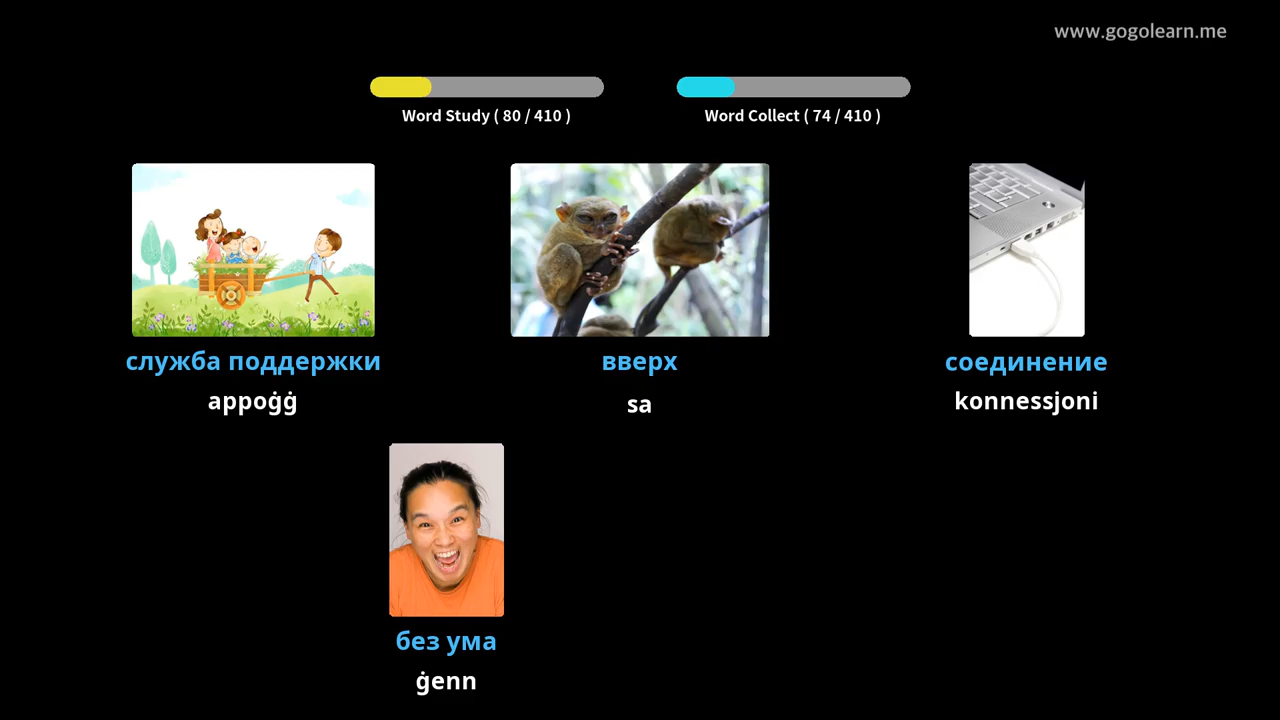 www.gogolearn.me
Word Study ( 80 / 410 )
Word Collect ( 74 / 410 )
служба поддержки
вверх
соединение
appoġġ
sa
konnessjoni
без ума
ġenn